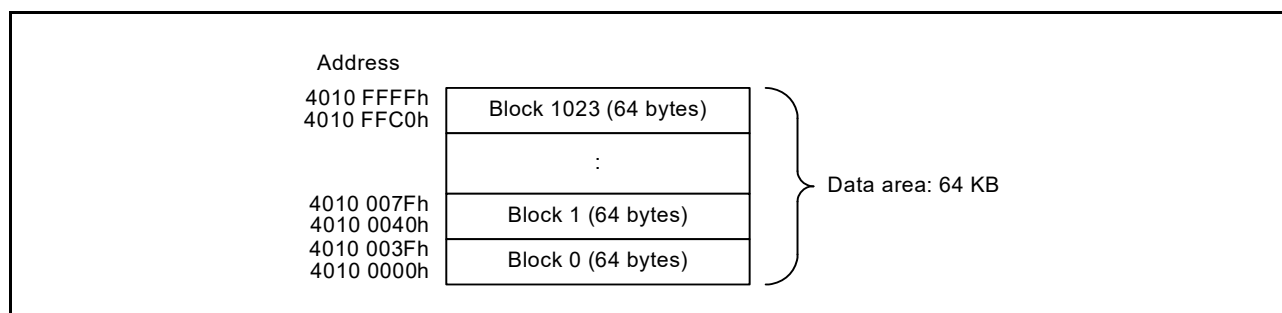 Address
4010 FFFFh
4010 FFC0h
Block 1023 (64 bytes)
:
Data area: 64 KB
4010 007Fh
4010 0040h
Block 1 (64 bytes)
4010 003Fh
4010 0000h
Block 0 (64 bytes)